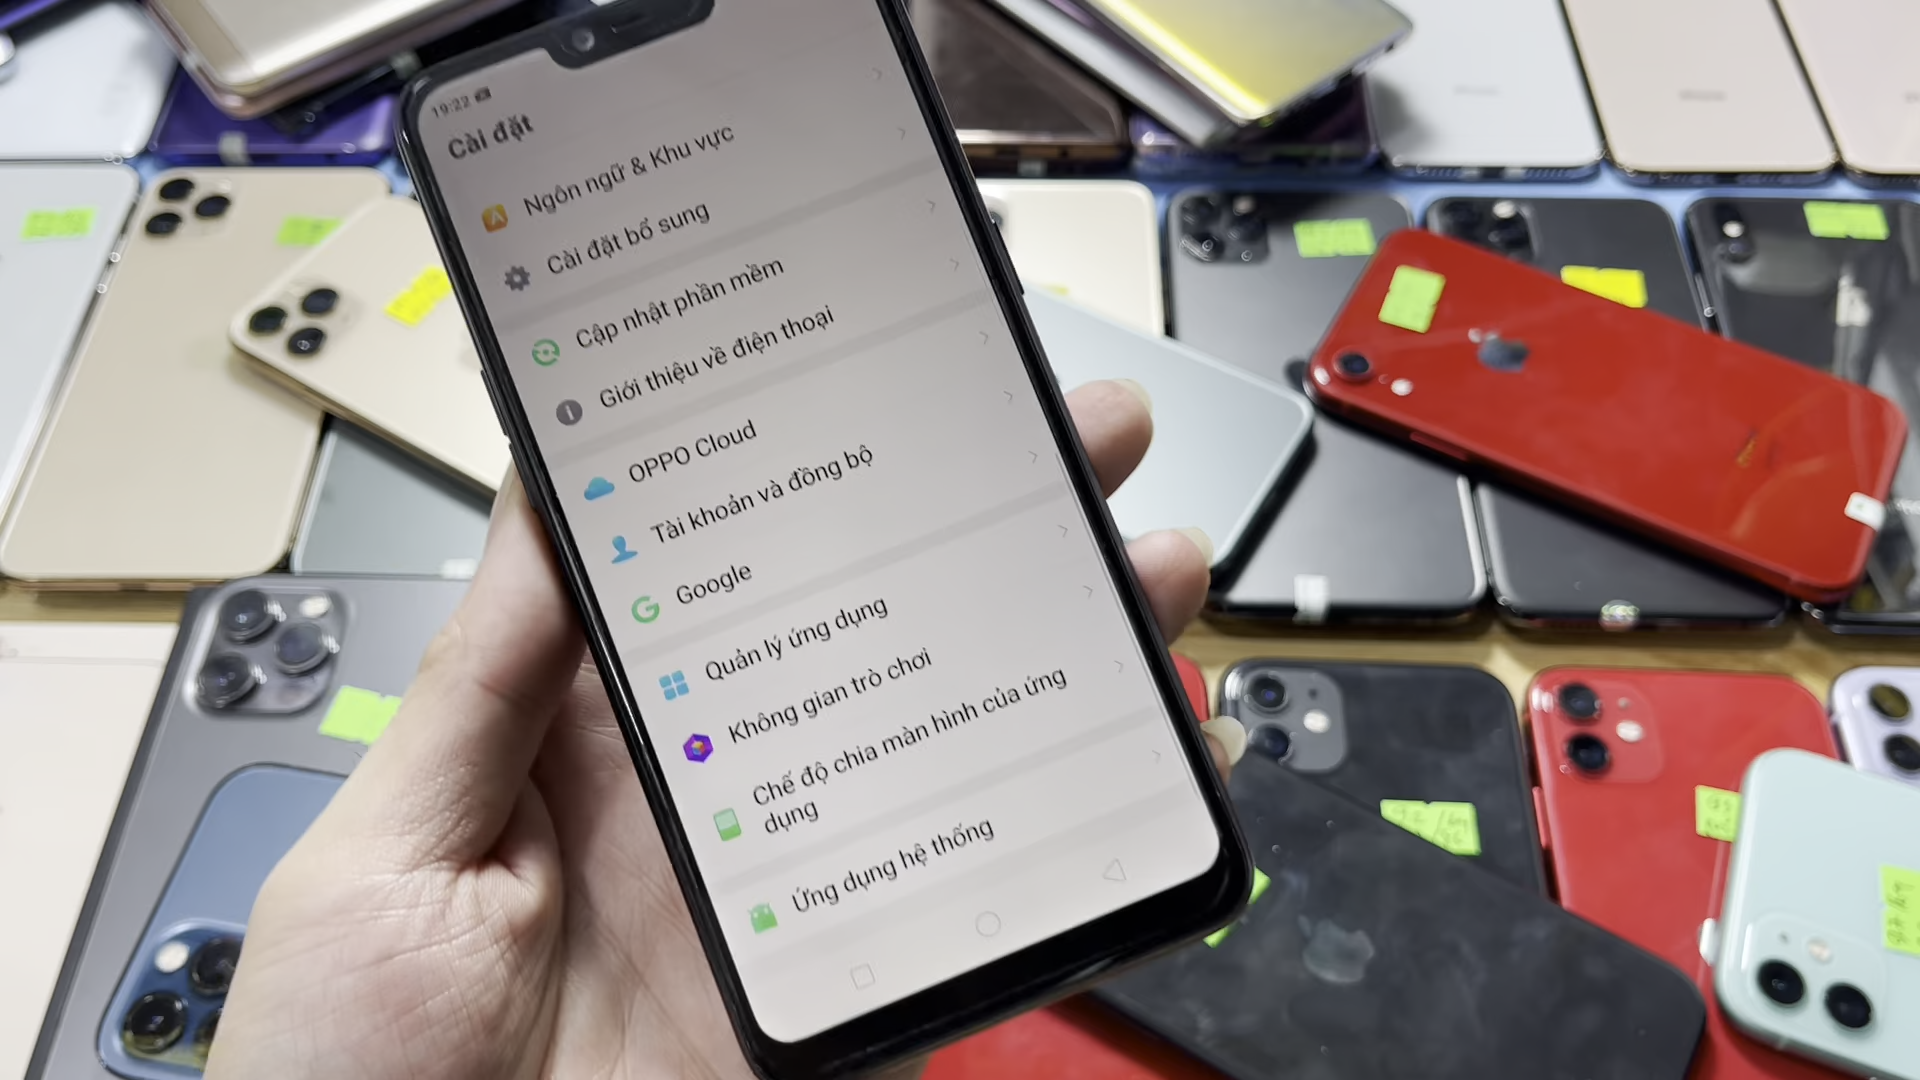 19:22
Cài đặt
Ngôn ngữ & Khu vực
Cài đặt bổ sung
Cập nhật phần mềm
Giới thiệu về điện thoại
OPPO Cloud
Tài khoản và đồng bộ
Google
Quản lý ứng dụng
Không gian trò chơi
Chế độ chia màn hình của ứng
dụng
Ứng dụng hệ thống